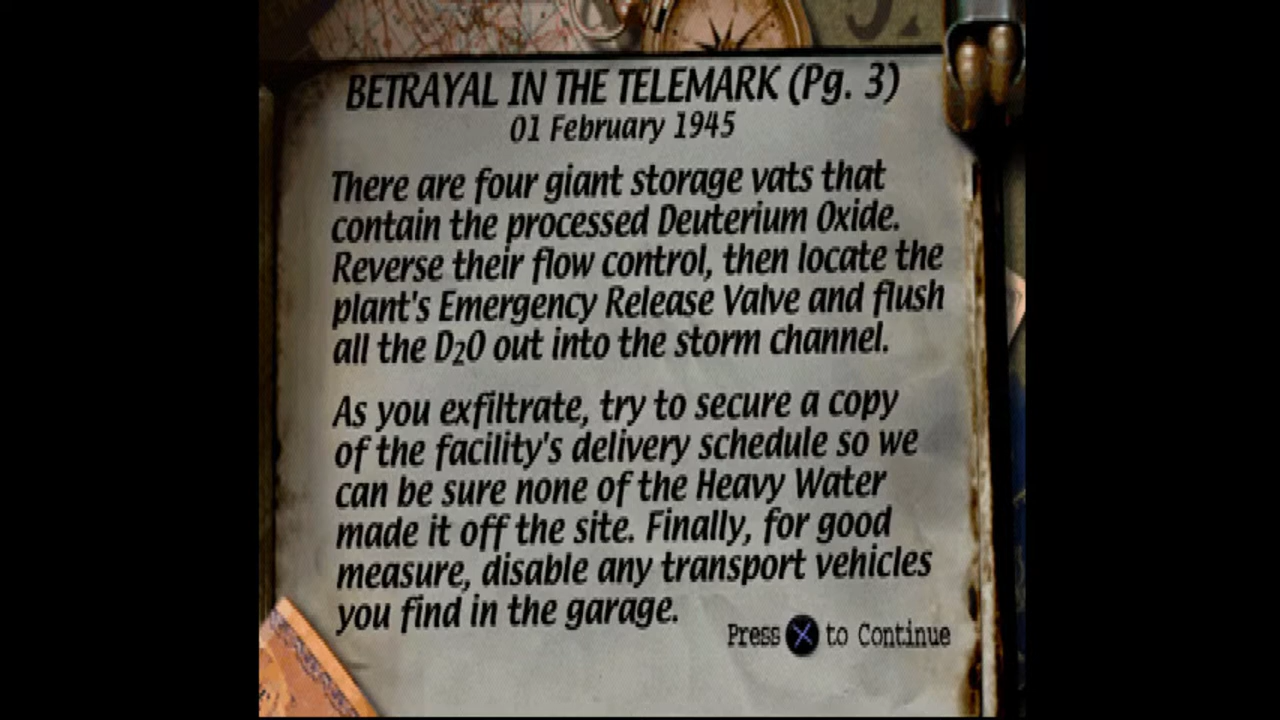 BETRAYAL IN THE TELEMARK (Pg. 3)
01 February 1945
There are four giant storage vats that
contain the processed Deuterium Oxide.
Reverse their flow control, then locate the
plant's Emergency Release Valve and flush
all the D₂O out into the storm channel.
As you exfiltrate, try to secure a copy
of the facility's delivery schedule so we
can be sure none of the Heavy Water
made it off the site. Finally, for good
measure, disable any transport vehicles
you find in the garage.
Press X to Continue